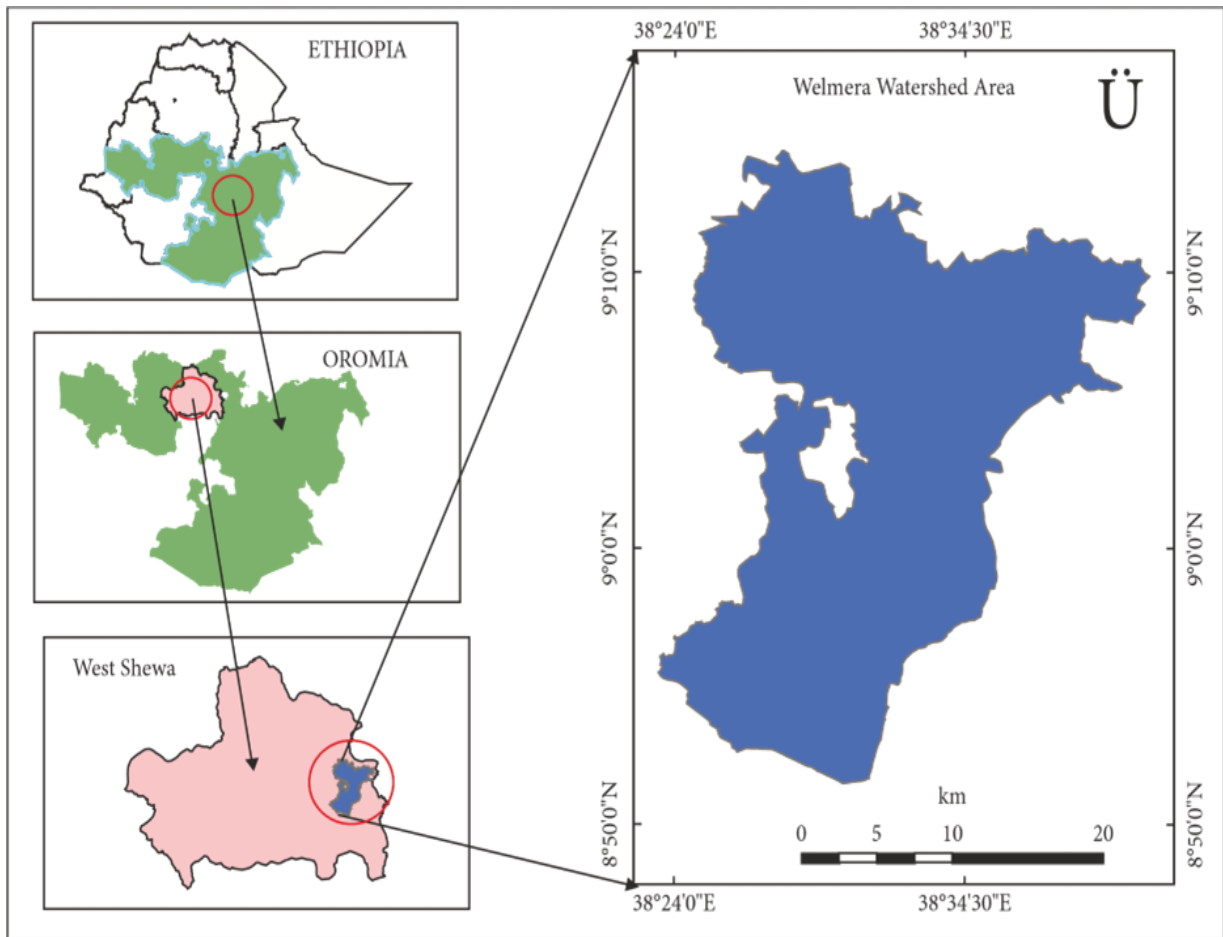 ETHIOPIA
OROMIA
West Shewa
38°24'0"E 38°34'30"E
Welmera Watershed Area
Ü
9°10'0"N 9°10'0"N
9°0'0"N 9°0'0"N
8°50'0"N 8°50'0"N
km
0 5 10 20
38°24'0"E 38°34'30"E